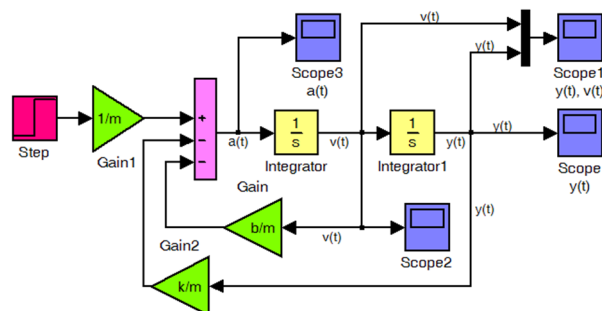 v(t)
y(t)
Scope3
a(t)
Scope1
y(t), v(t)
1/m
+
−
−
1
s
1
s
Step
Gain1
a(t)
Integrator
v(t)
Integrator1
y(t)
y(t)
Scope
y(t)
Gain
b/m
v(t)
y(t)
Gain2
Scope2
k/m